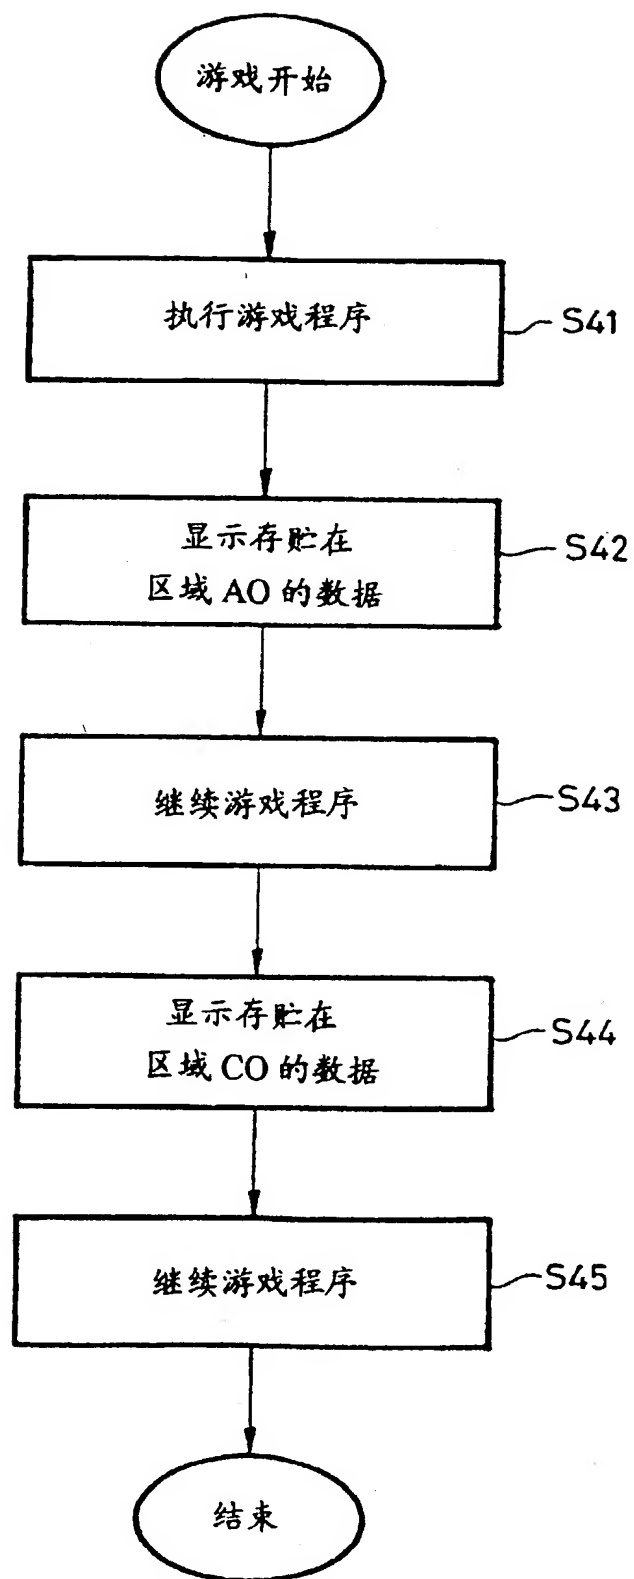 游戏开始
执行游戏程序
S41
显示存贮在
区域 AO 的数据
S42
继续游戏程序
S43
显示存贮在
区域 CO 的数据
S44
继续游戏程序
S45
结束